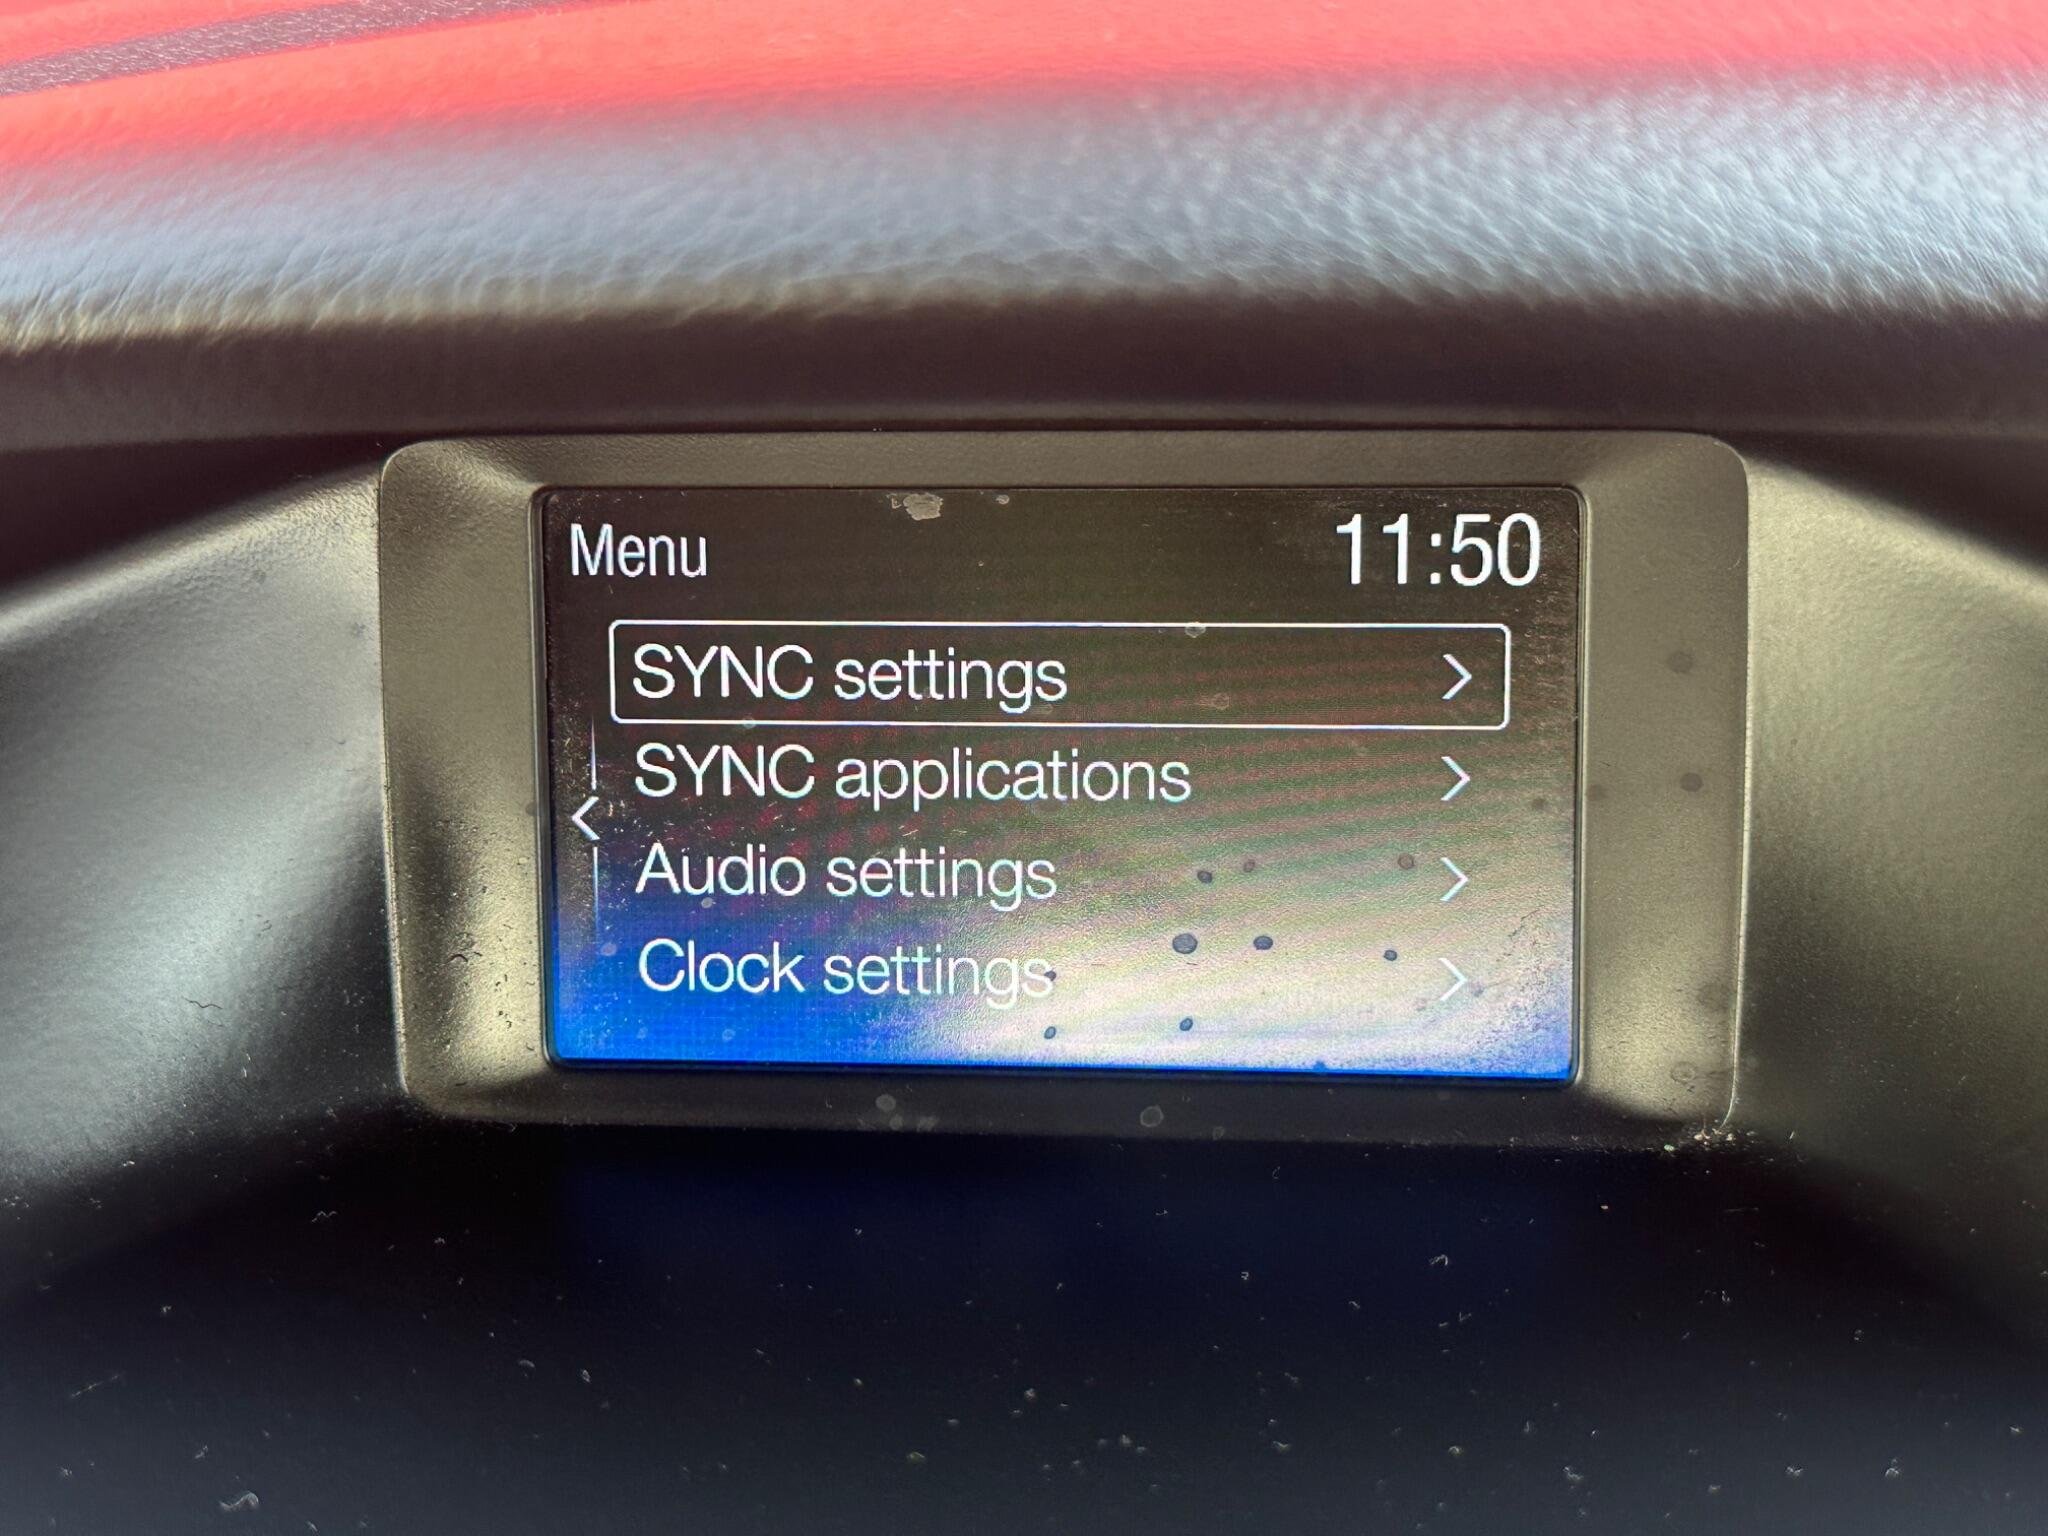 Menu 11:50
SYNC settings
SYNC applications
Audio settings
Clock settings